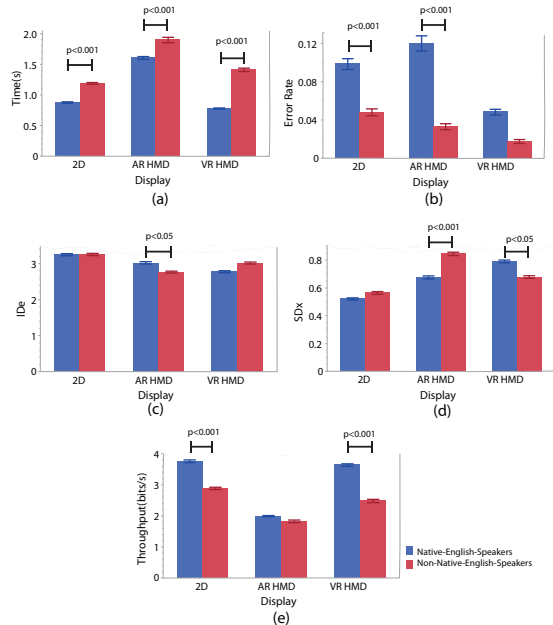 p<0.001
p<0.001
p<0.001
2.0
1.5
1.0
0.5
0
Time(s)
2D
AR HMD
VR HMD
Display
(a)
p<0.001
p<0.001
0.12
0.08
0.04
0
Error Rate
2D
AR HMD
VR HMD
Display
(b)
p<0.05
3
2
1
0
IDe
2D
AR HMD
VR HMD
Display
(c)
p<0.001
p<0.05
0.8
0.6
0.4
0.2
0
SDx
2D
AR HMD
VR HMD
Display
(d)
p<0.001
p<0.001
4
3
2
1
0
Throughput(bits/s)
2D
AR HMD
VR HMD
Display
(e)
Native-English-Speakers
Non-Native-English-Speakers